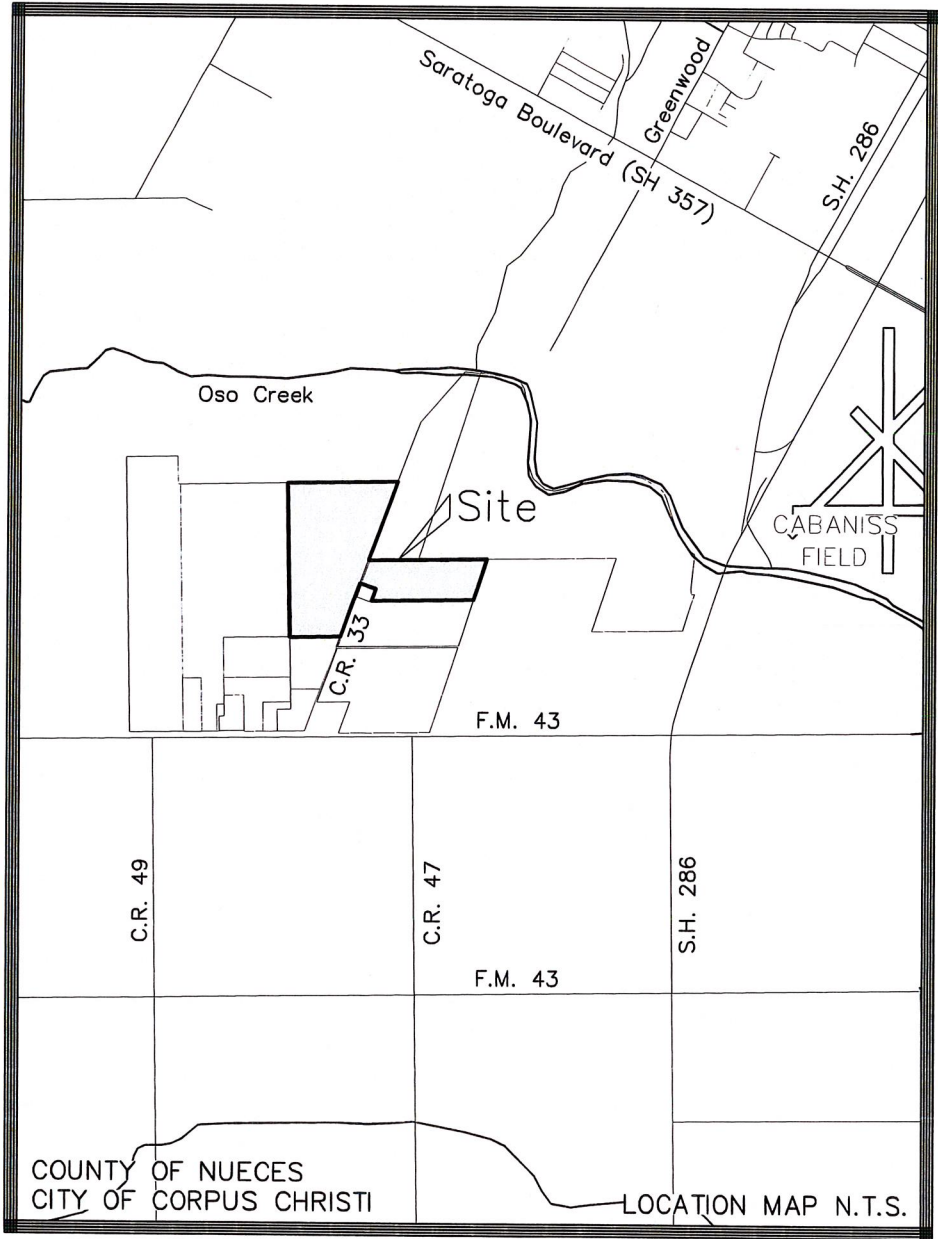 Saratoga Boulevard (SH 357)
Greenwood
S.H. 286
Oso Creek
Site
CABANISS
FIELD
C.R. 33
F.M. 43
C.R. 49
C.R. 47
S.H. 286
F.M. 43
COUNTY OF NUECES
CITY OF CORPUS CHRISTI
LOCATION MAP N.T.S.